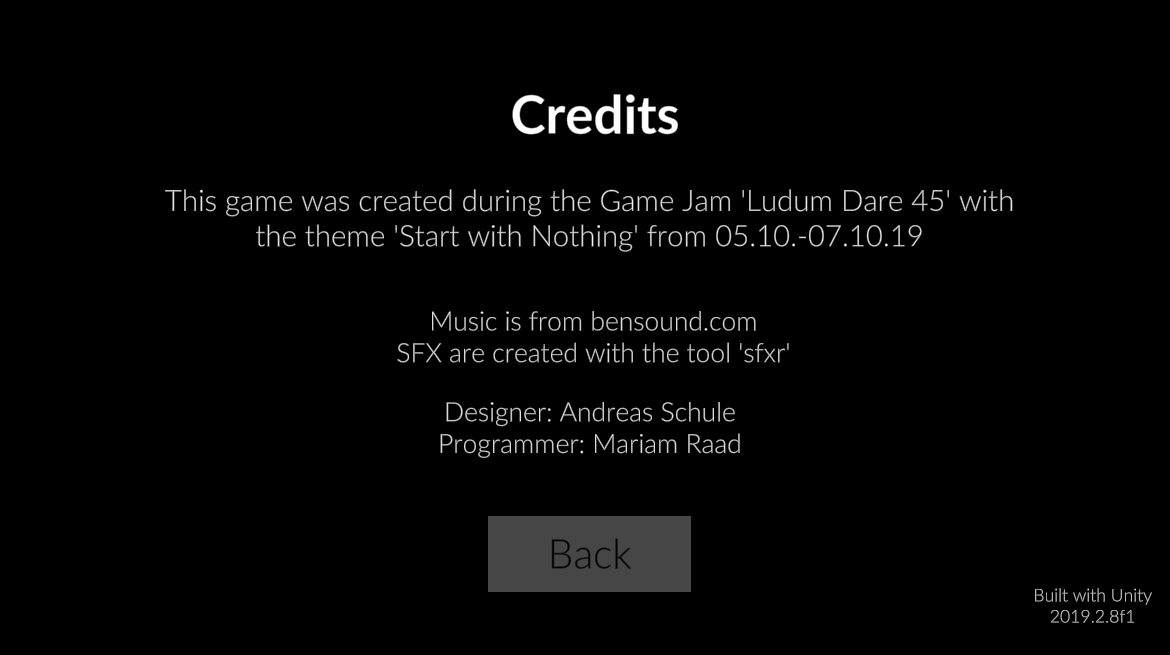 Credits
This game was created during the Game Jam 'Ludum Dare 45' with
the theme 'Start with Nothing' from 05.10.-07.10.19
Music is from bensound.com
SFX are created with the tool 'sfxr'
Designer: Andreas Schule
Programmer: Mariam Raad
Back
Built with Unity
2019.2.8f1